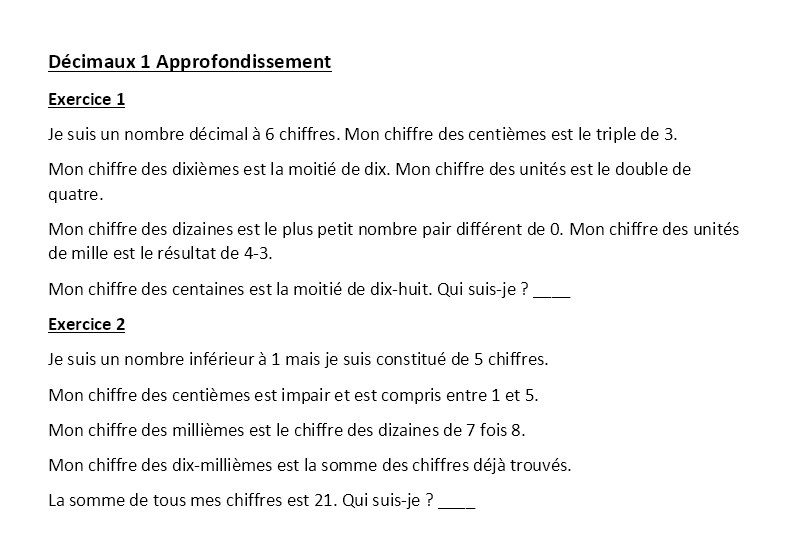 Décimaux 1 Approfondissement
Exercice 1
Je suis un nombre décimal à 6 chiffres. Mon chiffre des centièmes est le triple de 3.
Mon chiffre des dixièmes est la moitié de dix. Mon chiffre des unités est le double de
quatre.
Mon chiffre des dizaines est le plus petit nombre pair différent de 0. Mon chiffre des unités
de mille est le résultat de 4-3.
Mon chiffre des centaines est la moitié de dix-huit. Qui suis-je ? ____
Exercice 2
Je suis un nombre inférieur à 1 mais je suis constitué de 5 chiffres.
Mon chiffre des centièmes est impair et est compris entre 1 et 5.
Mon chiffre des millièmes est le chiffre des dizaines de 7 fois 8.
Mon chiffre des dix-millièmes est la somme des chiffres déjà trouvés.
La somme de tous mes chiffres est 21. Qui suis-je ? ____